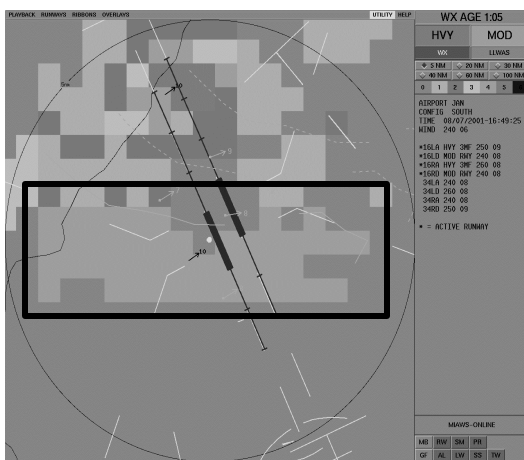 PLAYBACK RUNWAYS RIBBONS OVERLAYS UTILITY HELP
WX AGE 1:05
HVY MOD
WX LLWAS
5 NM 20 NM 30 NM
40 NM 60 NM 100 NM
0 1 2 3 4 5
AIRPORT JAN
CONFIG SOUTH
TIME 08/07/2001-16:49:25
WIND 240 06
*16LA HVY 3MF 250 09
*16LD MOD RWY 240 08
*16RA HVY 3MF 260 08
*16RD MOD RWY 240 08
34LA 240 08
34LD 260 08
34RA 240 08
34RD 250 09
* = ACTIVE RUNWAY
10
MIAWS-ONLINE
MB RW SM PR
GF AL LW SS TW